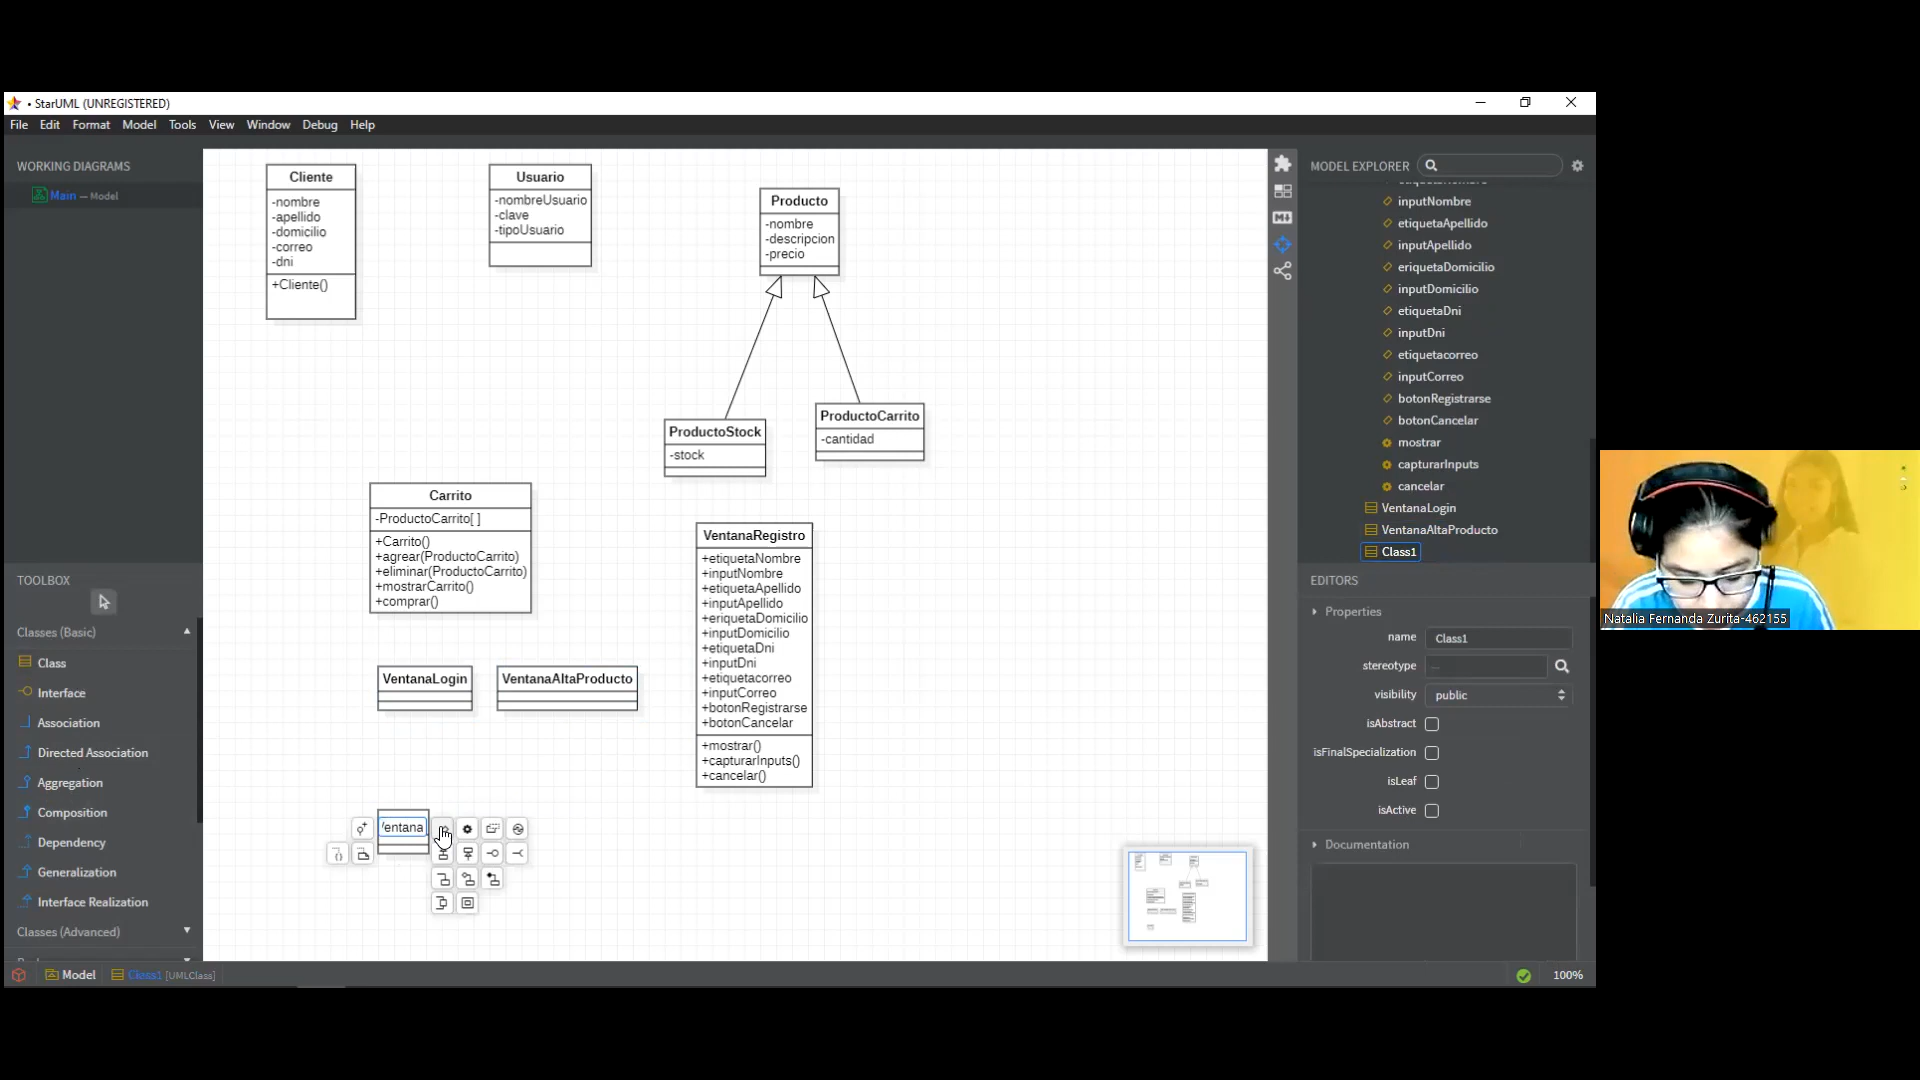 • StarUML (UNREGISTERED)
File Edit Format Model Tools View Window Debug Help
WORKING DIAGRAMS
Main — Model
TOOLBOX
Classes (Basic)
Class
Interface
Association
Directed Association
Aggregation
Composition
Dependency
Generalization
Interface Realization
Classes (Advanced)
Cliente
-nombre
-apellido
-domicilio
-correo
-dni
+Cliente()
Usuario
-nombreUsuario
-clave
-tipoUsuario
Producto
-nombre
-descripcion
-precio
ProductoStock
-stock
ProductoCarrito
-cantidad
Carrito
-ProductoCarrito[ ]
+Carrito()
+agrear(ProductoCarrito)
+eliminar(ProductoCarrito)
+mostrarCarrito()
+comprar()
VentanaRegistro
+etiquetaNombre
+inputNombre
+etiquetaApellido
+inputApellido
+eriquetaDomicilio
+inputDomicilio
+etiquetaDni
+inputDni
+etiquetacorreo
+inputCorreo
+botonRegistrarse
+botonCancelar
+mostrar()
+capturarInputs()
+cancelar()
VentanaLogin
VentanaAltaProducto
Ventana
MODEL EXPLORER
inputNombre
etiquetaApellido
inputApellido
eriquetaDomicilio
inputDomicilio
etiquetaDni
inputDni
etiquetacorreo
inputCorreo
botonRegistrarse
botonCancelar
mostrar
capturarInputs
cancelar
VentanaLogin
VentanaAltaProducto
Class1
EDITORS
Properties
name Class1
stereotype —
visibility public
isAbstract
isFinalSpecialization
isLeaf
isActive
Documentation
Model Class1 [UMLClass]
100%
Natalia Fernanda Zurita-462155